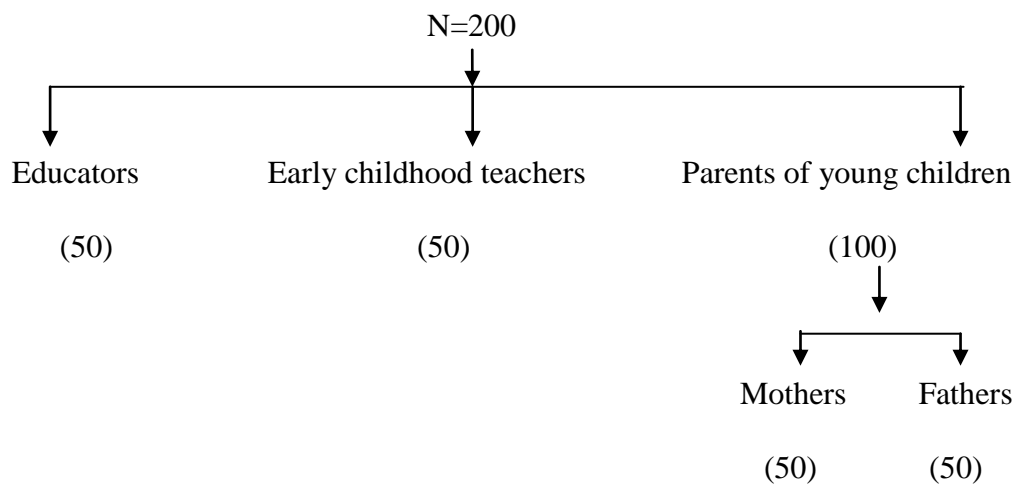 N=200
Educators Early childhood teachers Parents of young children
(50) (50) (100)
Mothers Fathers
(50) (50)